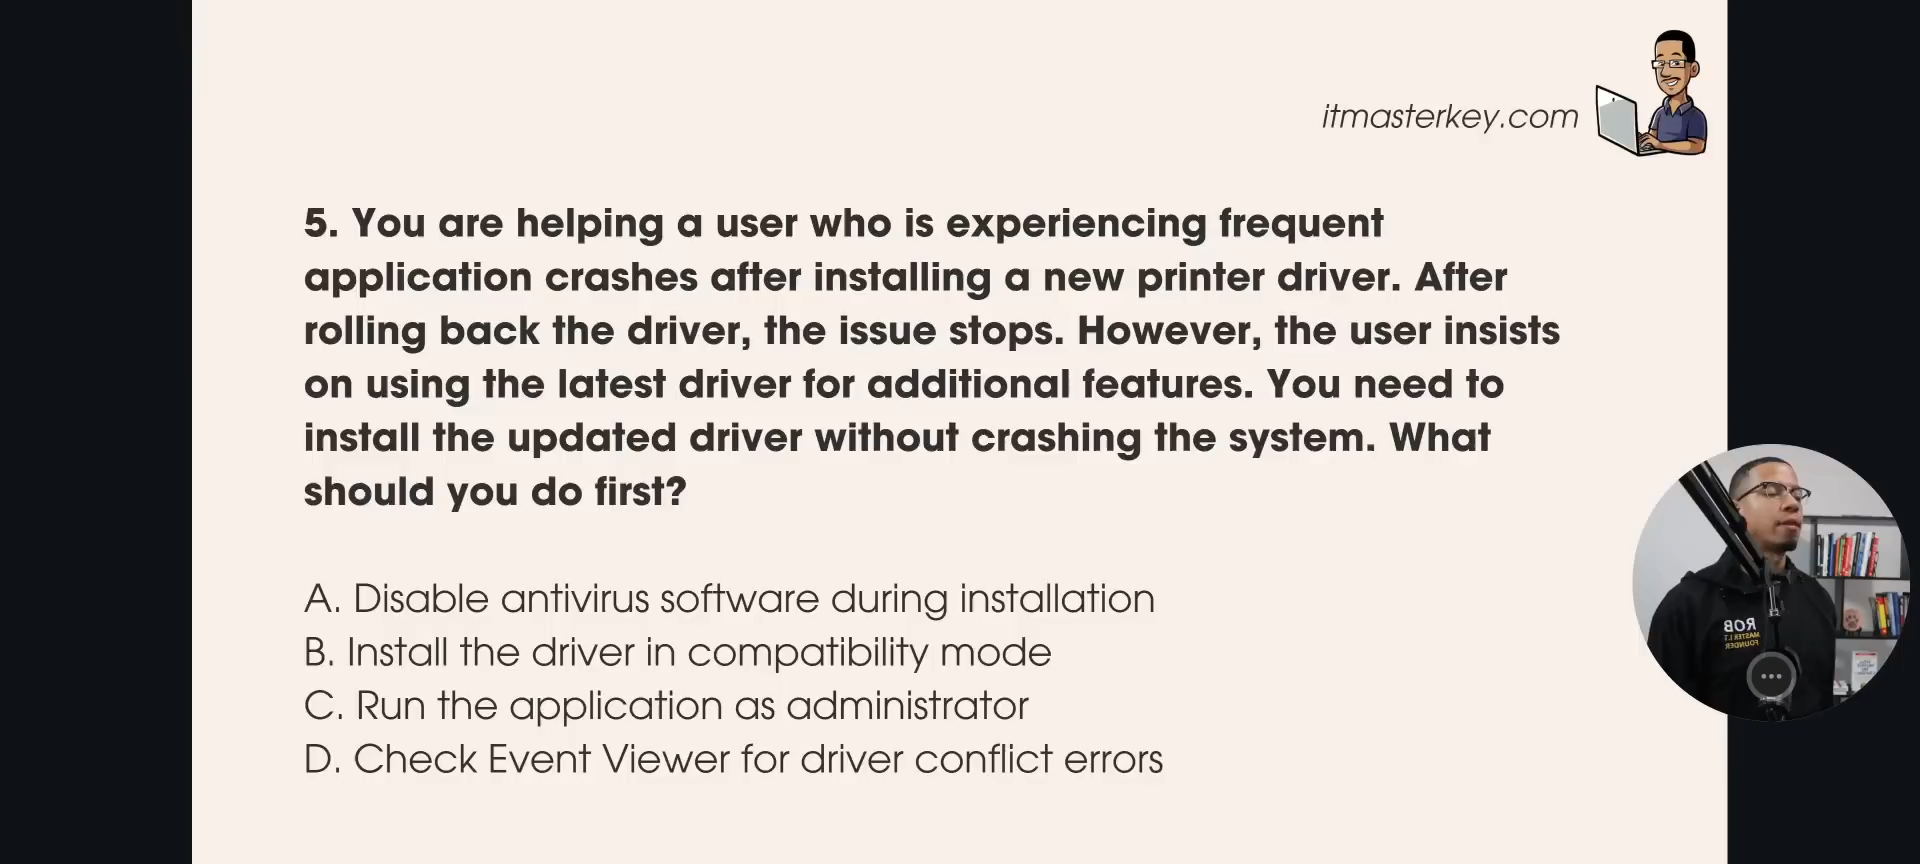 itmasterkey.com
5. You are helping a user who is experiencing frequent
application crashes after installing a new printer driver. After
rolling back the driver, the issue stops. However, the user insists
on using the latest driver for additional features. You need to
install the updated driver without crashing the system. What
should you do first?
A. Disable antivirus software during installation
B. Install the driver in compatibility mode
C. Run the application as administrator
D. Check Event Viewer for driver conflict errors
ROB
MASTER I.T
FOUNDER